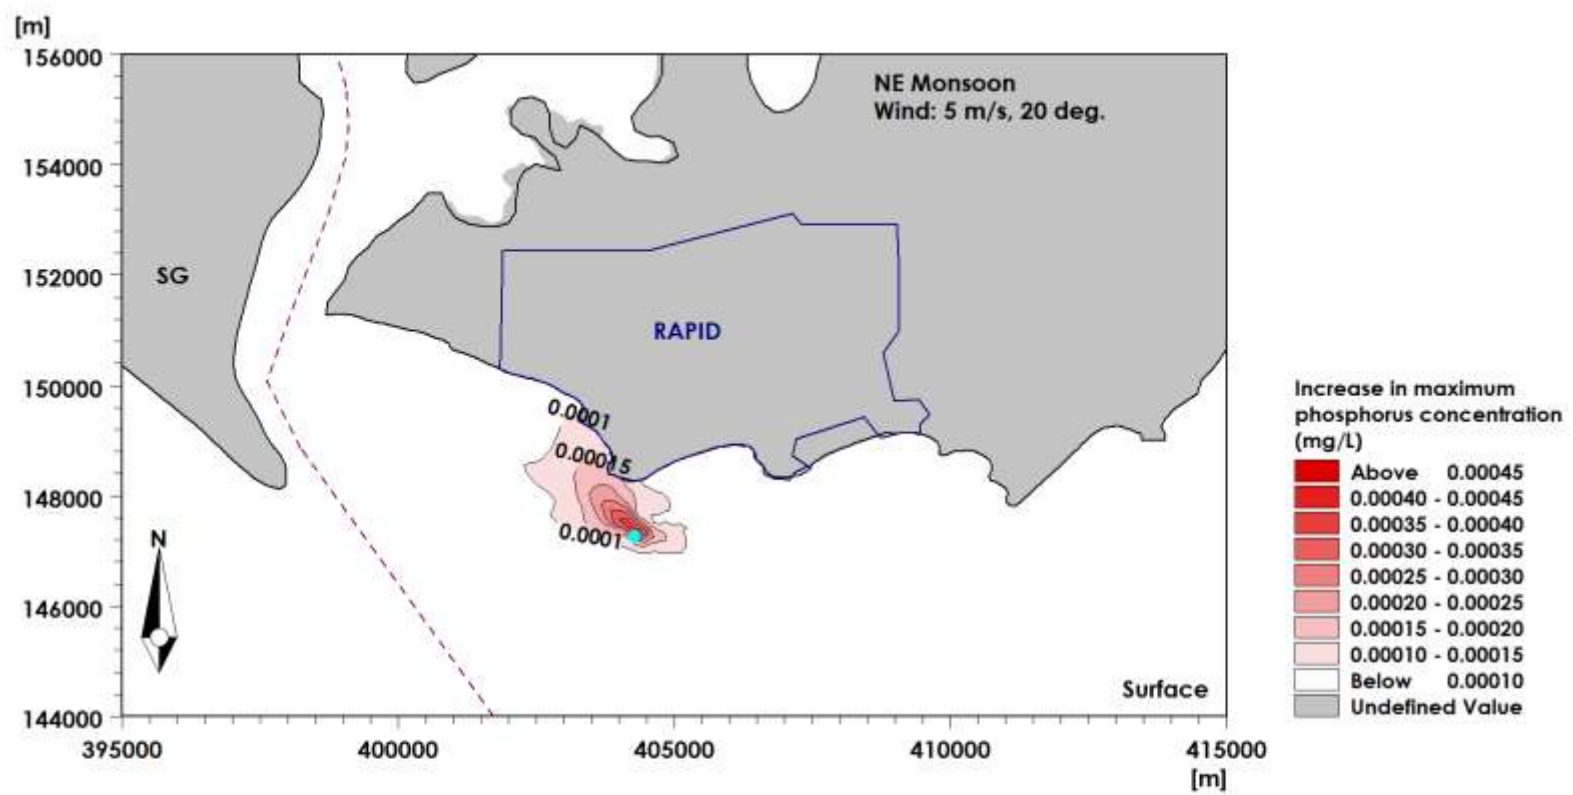 [m]
156000
154000
152000
150000
148000
146000
144000
395000
400000
405000
410000
415000
[m]
NE Monsoon
Wind: 5 m/s, 20 deg.
SG
RAPID
0.0001
0.00015
0.0001
N
Surface
Increase in maximum
phosphorus concentration
(mg/L)
Above 0.00045
0.00040 - 0.00045
0.00035 - 0.00040
0.00030 - 0.00035
0.00025 - 0.00030
0.00020 - 0.00025
0.00015 - 0.00020
0.00010 - 0.00015
Below 0.00010
Undefined Value